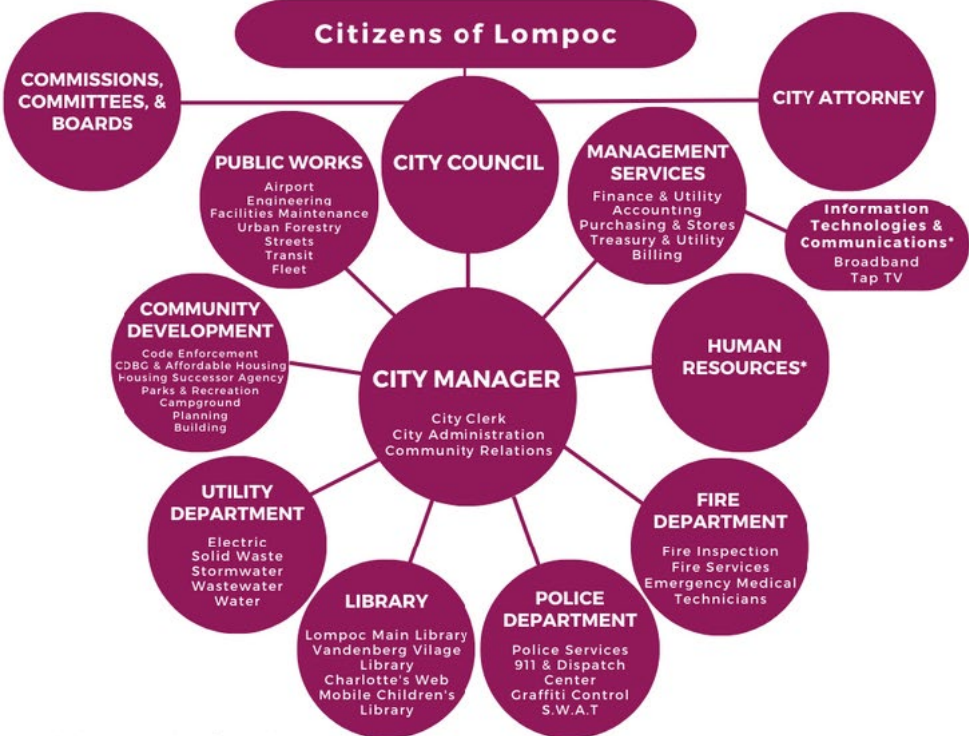 Citizens of Lompoc
COMMISSIONS,
COMMITTEES, &
BOARDS
CITY COUNCIL
CITY ATTORNEY
PUBLIC WORKS
Airport
Engineering
Facilities Maintenance
Urban Forestry
Streets
Transit
Fleet
MANAGEMENT
SERVICES
Finance & Utility
Accounting
Purchasing & Stores
Treasury & Utility
Billing
Information
Technologies &
Communications*
Broadband
Tap TV
COMMUNITY
DEVELOPMENT
Code Enforcement
CDBG & Affordable Housing
Housing Successor Agency
Parks & Recreation
Campground
Planning
Building
CITY MANAGER
City Clerk
City Administration
Community Relations
HUMAN
RESOURCES*
UTILITY
DEPARTMENT
Electric
Solid Waste
Stormwater
Wastewater
Water
LIBRARY
Lompoc Main Library
Vandenberg Vilage
Library
Charlotte's Web
Mobile Children's
Library
POLICE
DEPARTMENT
Police Services
911 & Dispatch
Center
Graffiti Control
S.W.A.T
FIRE
DEPARTMENT
Fire Inspection
Fire Services
Emergency Medical
Technicians